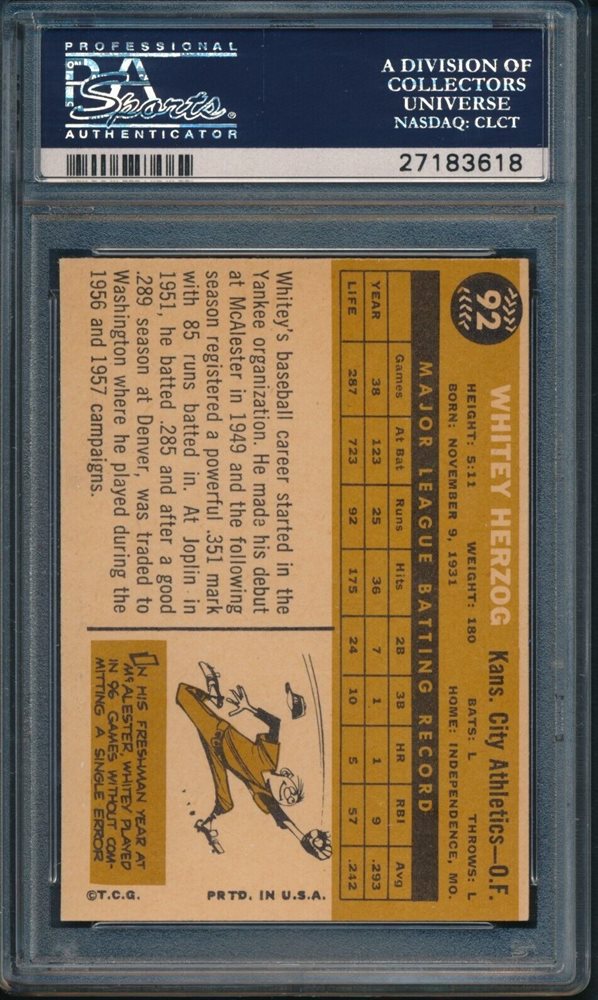 PROFESSIONAL
PSA
Sports
AUTHENTICATOR
A DIVISION OF
COLLECTORS
UNIVERSE
NASDAQ: CLCT
27183618
92
WHITEY HERZOG Kans. City Athletics—O.F.
HEIGHT: 5:11 WEIGHT: 180 BATS: L THROWS: L
BORN: NOVEMBER 9, 1931 HOME: INDEPENDENCE, MO.
MAJOR LEAGUE BATTING RECORD
Games At Bat Runs Hits 2B 3B HR RBI Avg
YEAR 38 123 25 36 7 1 1 9 .293
LIFE 287 723 92 175 24 10 5 57 .242
Whitey's baseball career started in the
Yankee organization. He made his debut
at McAlester in 1949 and the following
season registered a powerful .351 mark
with 85 runs batted in. At Joplin in
1951, he batted .285 and after a good
.289 season at Denver, was traded to
Washington where he played during the
1956 and 1957 campaigns.
IN HIS FRESHMAN YEAR AT
McALESTER, WHITEY PLAYED
IN 96 GAMES WITHOUT COM-
MITTING A SINGLE ERROR
©T.C.G.
PRTD. IN U.S.A.